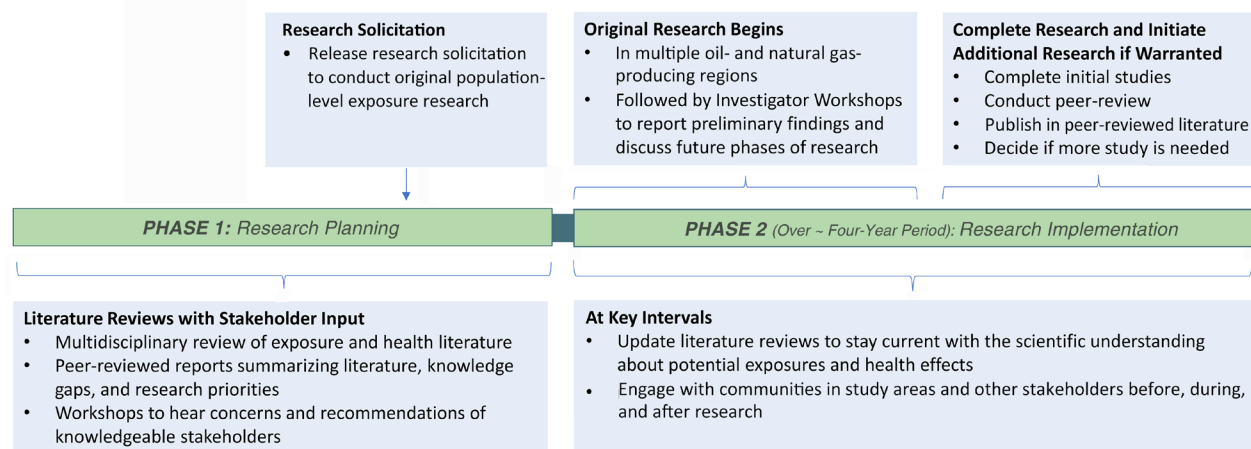 Research Solicitation
• Release research solicitation
to conduct original population-
level exposure research
Original Research Begins
• In multiple oil- and natural gas-
producing regions
• Followed by Investigator Workshops
to report preliminary findings and
discuss future phases of research
Complete Research and Initiate
Additional Research if Warranted
• Complete initial studies
• Conduct peer-review
• Publish in peer-reviewed literature
• Decide if more study is needed
PHASE 1: Research Planning
PHASE 2 (Over ~ Four-Year Period): Research Implementation
Literature Reviews with Stakeholder Input
• Multidisciplinary review of exposure and health literature
• Peer-reviewed reports summarizing literature, knowledge
gaps, and research priorities
• Workshops to hear concerns and recommendations of
knowledgeable stakeholders
At Key Intervals
• Update literature reviews to stay current with the scientific understanding
about potential exposures and health effects
• Engage with communities in study areas and other stakeholders before, during,
and after research